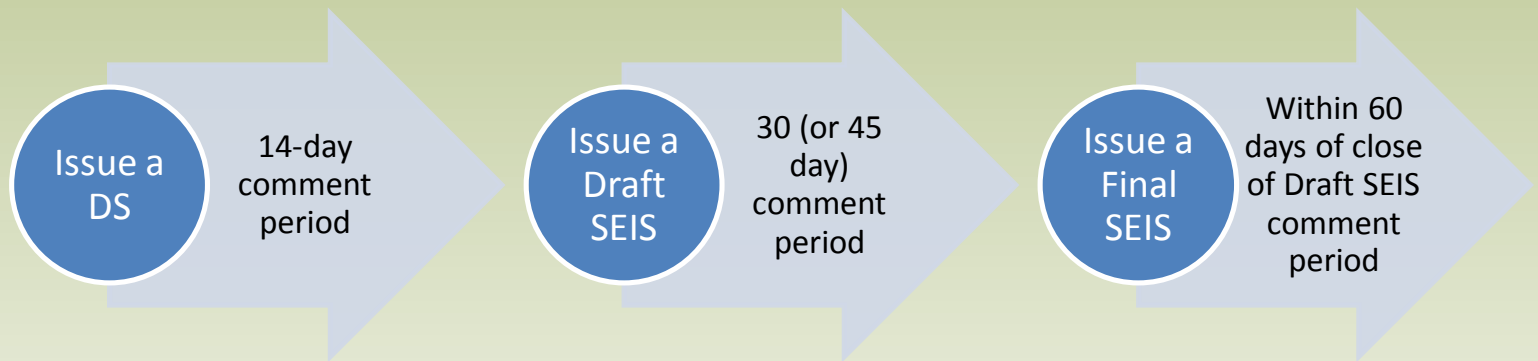 Issue a
DS
14-day
comment
period
Issue a
Draft
SEIS
30 (or 45
day)
comment
period
Issue a
Final
SEIS
Within 60
days of close
of Draft SEIS
comment
period